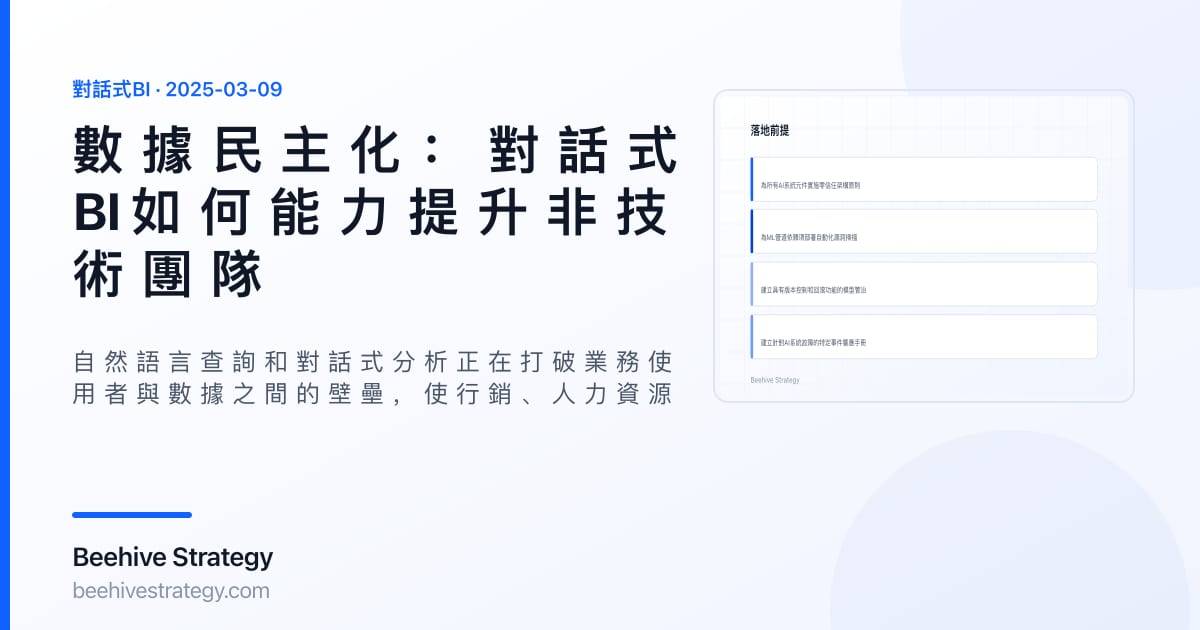 對話式BI · 2025-03-09
數據民主化：對話式
BI如何能力提升非技
術團隊
自然語言查詢和對話式分析正在打破業務使
用者與數據之間的壁壘，使行銷、人力資源
Beehive Strategy
beehivestrategy.com
落地前提
為所有AI系統元件實施零信任架構原則
為ML管道依賴項部署自動化漏洞掃描
建立具有版本控制和回滾功能的模型管治
建立針對AI系統故障的特定事件響應手冊
Beehive Strategy